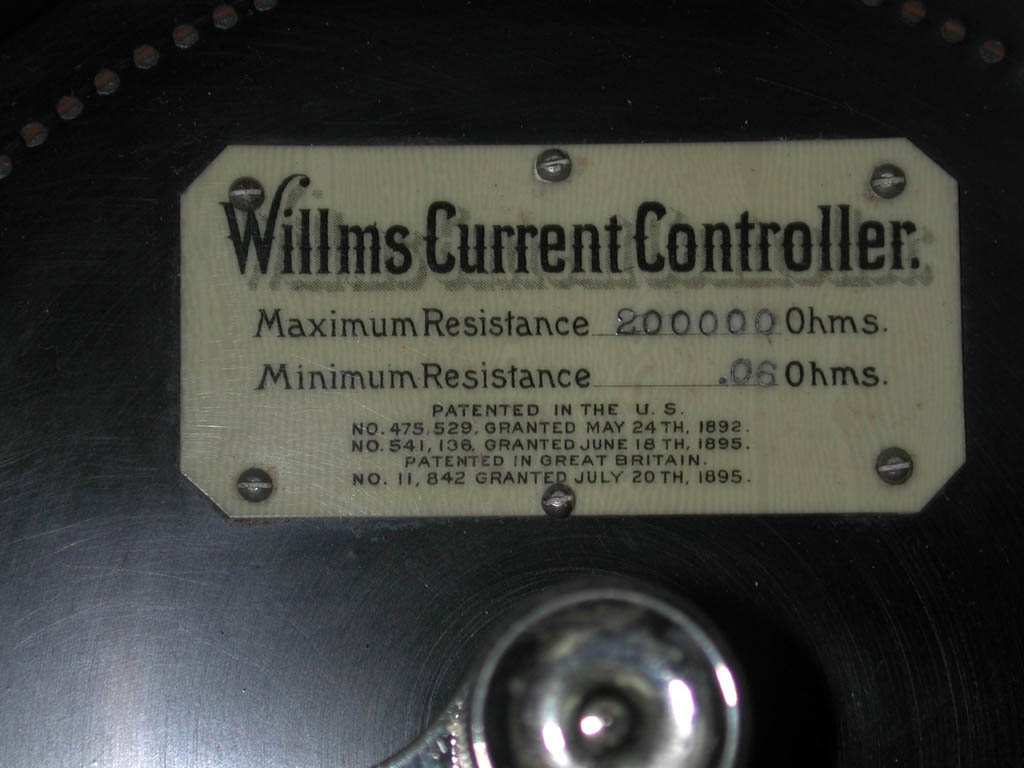 Willms Current Controller.
Maximum Resistance 200000 Ohms.
Minimum Resistance .06 Ohms.
PATENTED IN THE U. S.
NO. 475,529, GRANTED MAY 24TH, 1892.
NO. 541,136, GRANTED JUNE 18TH, 1895.
PATENTED IN GREAT BRITAIN.
NO. 11,842 GRANTED JULY 20TH, 1895.